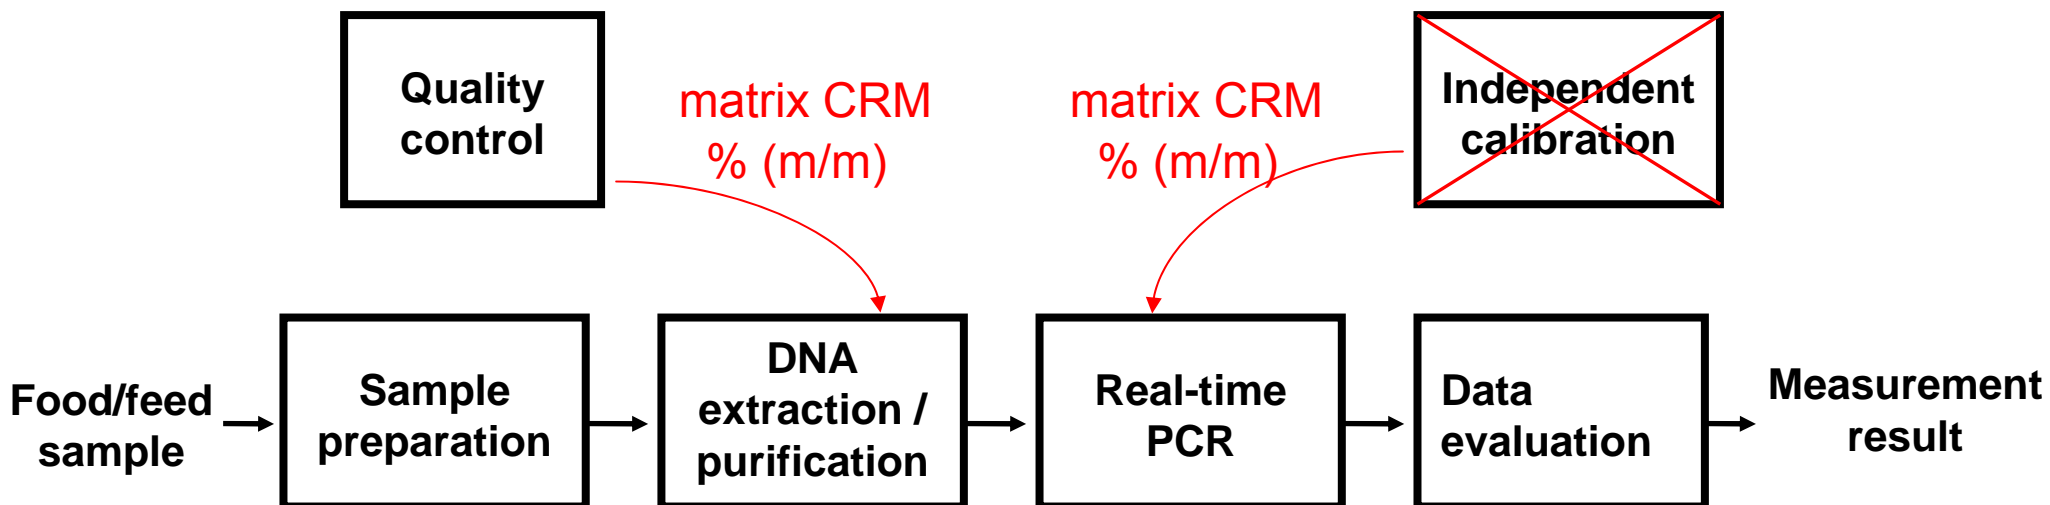 Quality
control
matrix CRM
% (m/m)
matrix CRM
% (m/m)
Independent
calibration
Food/feed
sample
Sample
preparation
DNA
extraction /
purification
Real-time
PCR
Data
evaluation
Measurement
result